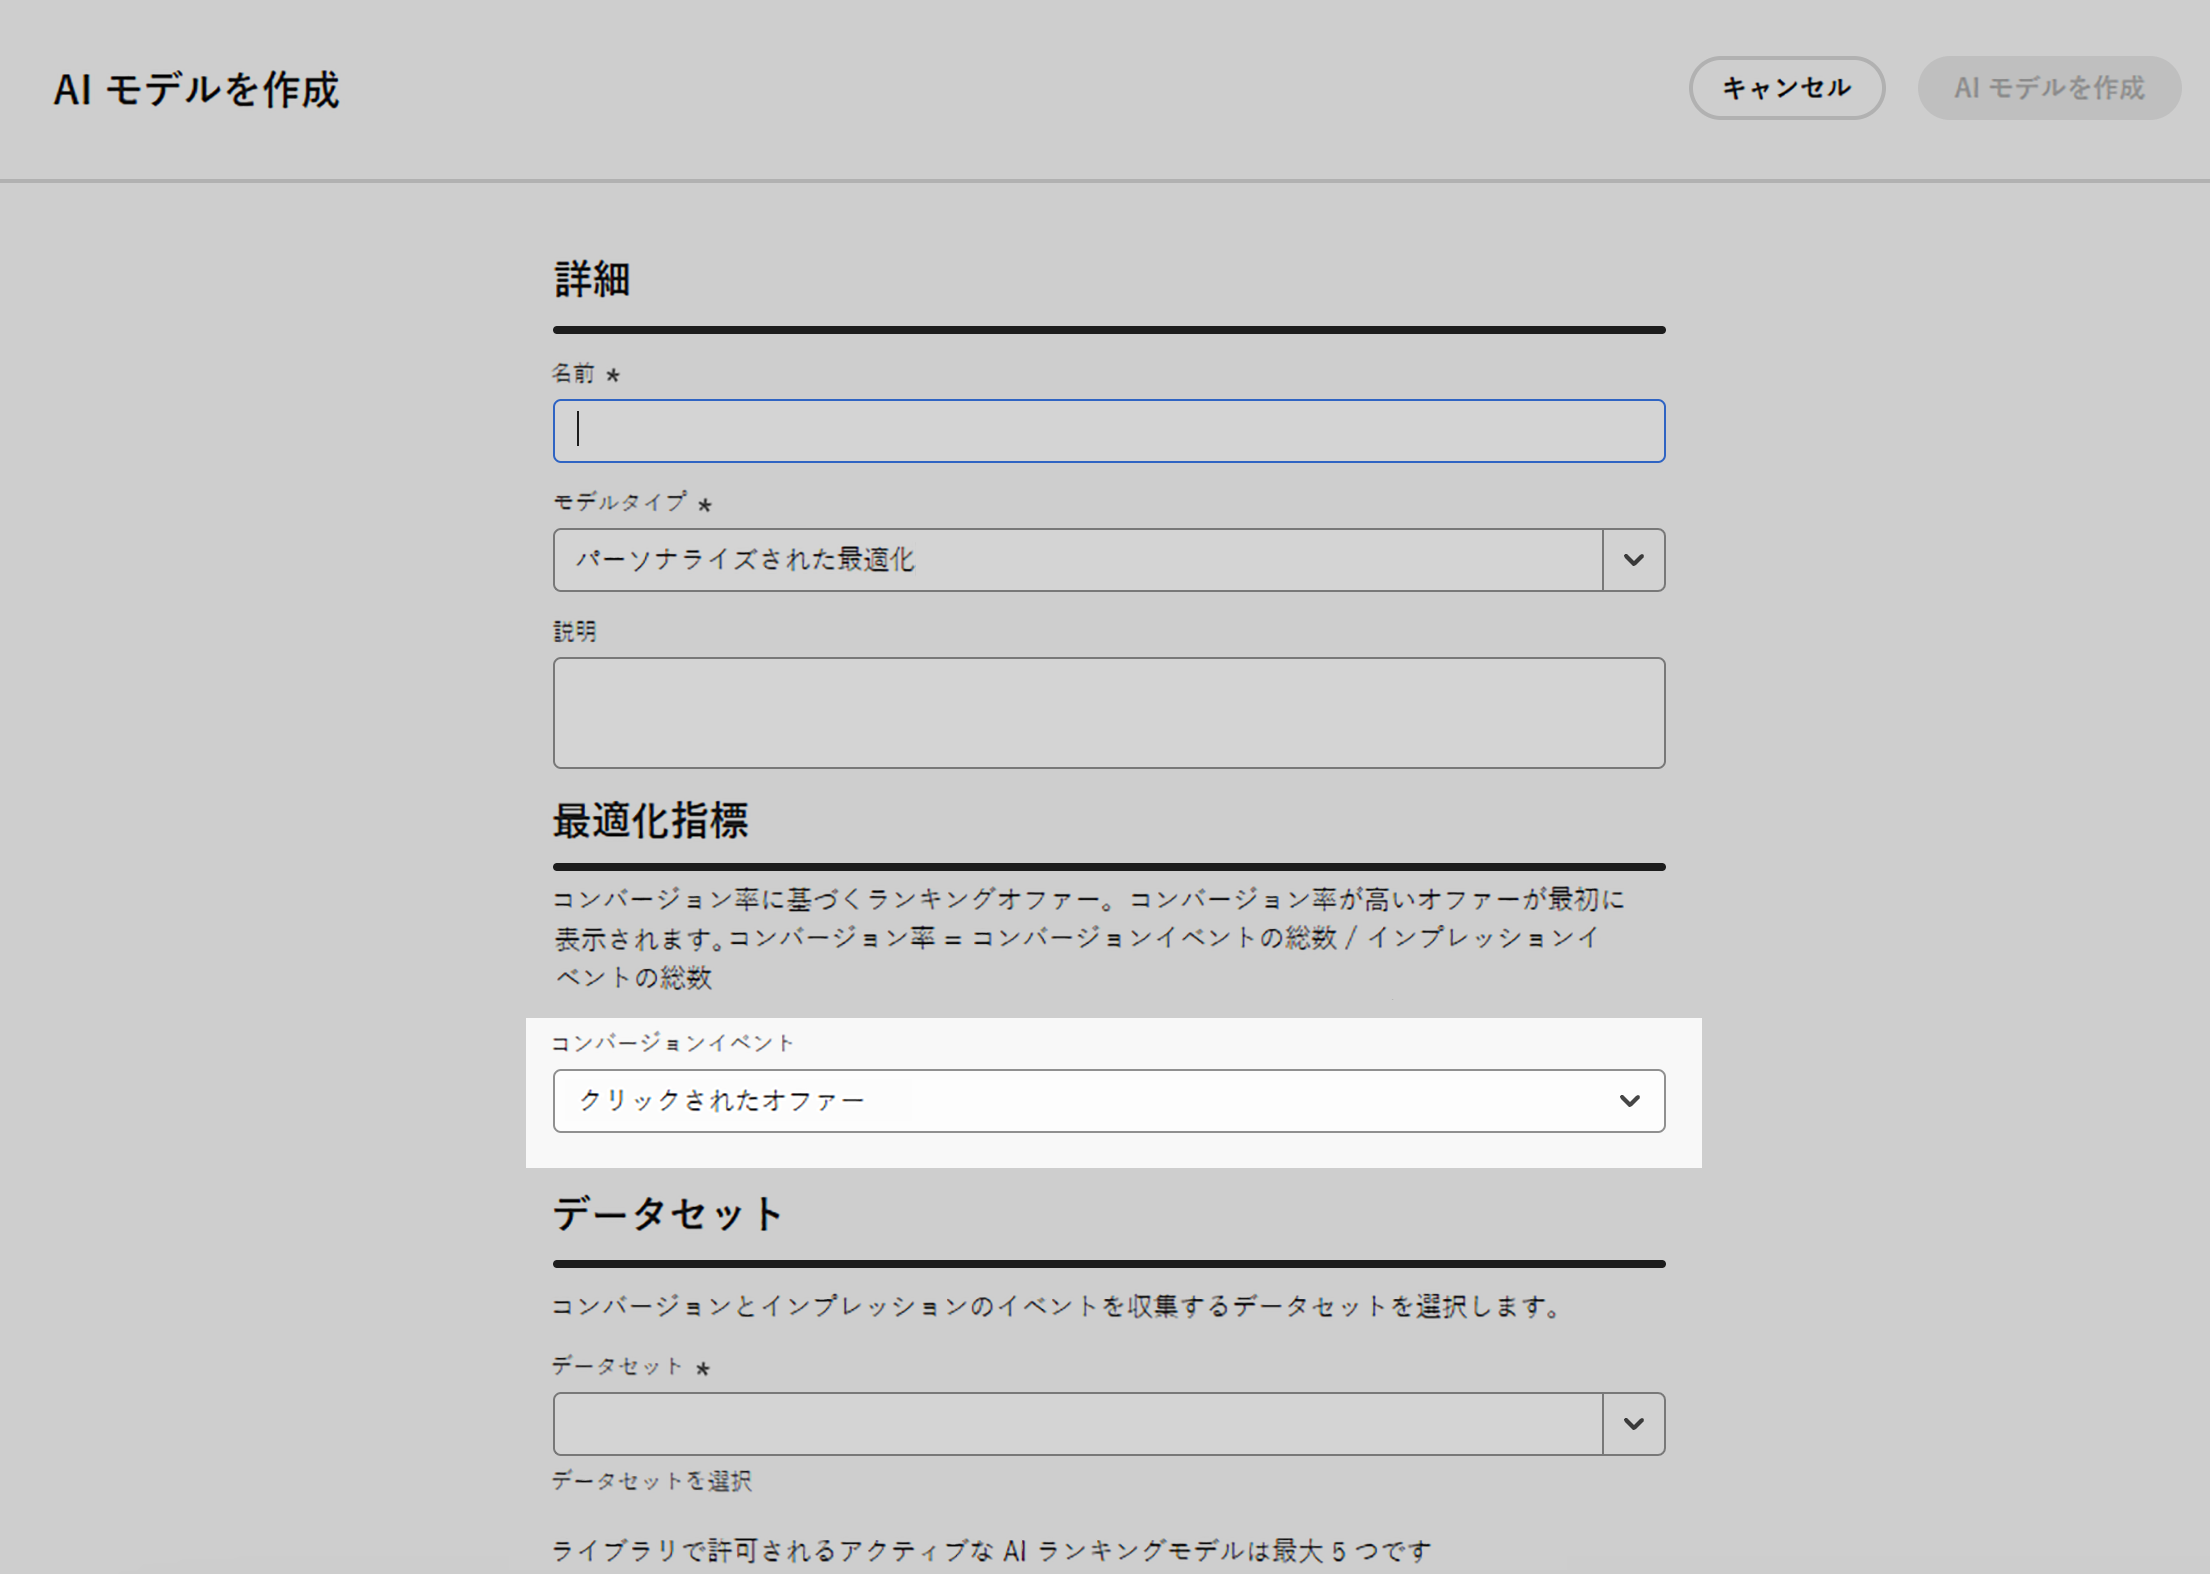 AI モデルを作成
キャンセル
AI モデルを作成
詳細
名前 *
モデルタイプ *
パーソナライズされた最適化
説明
最適化指標
コンバージョン率に基づくランキングオファー。コンバージョン率が高いオファーが最初に
表示されます。コンバージョン率 = コンバージョンイベントの総数 / インプレッションイ
ベントの総数
コンバージョンイベント
クリックされたオファー
データセット
コンバージョンとインプレッションのイベントを収集するデータセットを選択します。
データセット *
データセットを選択
ライブラリで許可されるアクティブな AI ランキングモデルは最大 5 つです